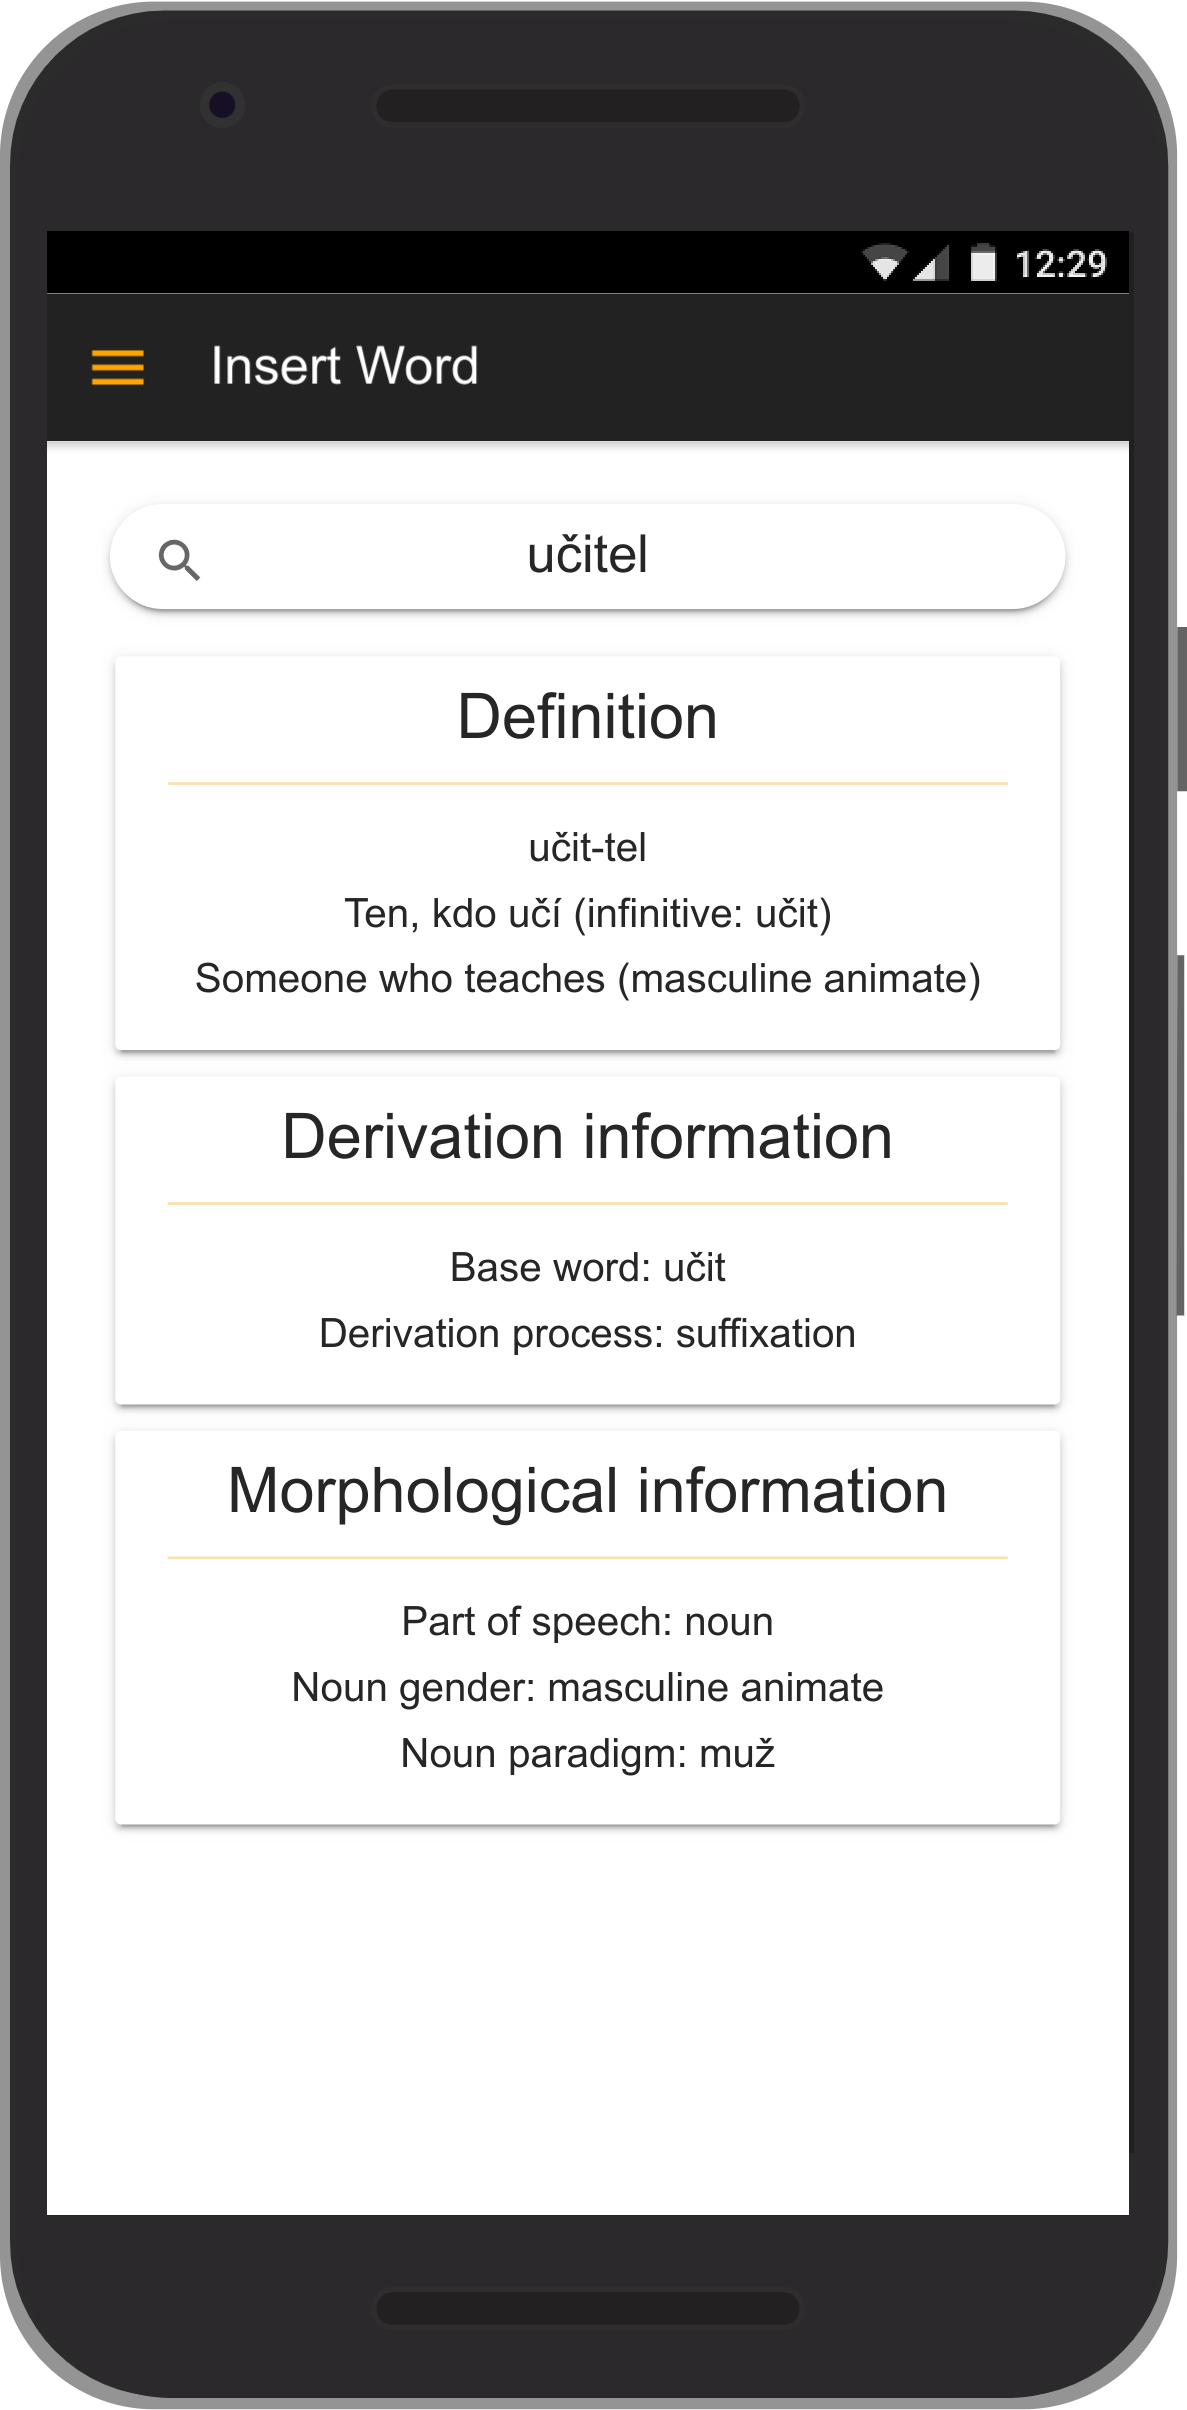 12:29
Insert Word
učitel
Definition
učit-tel
Ten, kdo učí (infinitive: učit)
Someone who teaches (masculine animate)
Derivation information
Base word: učit
Derivation process: suffixation
Morphological information
Part of speech: noun
Noun gender: masculine animate
Noun paradigm: muž